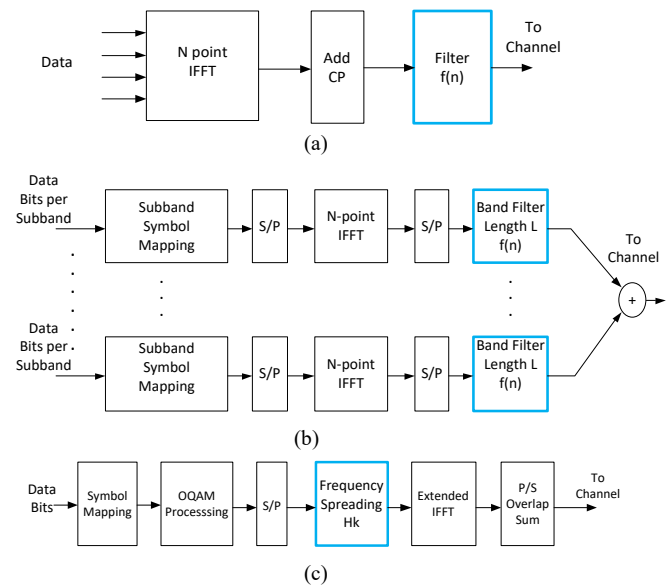 Data
N point
IFFT
Add
CP
Filter
f(n)
To
Channel
(a)
Data
Bits per
Subband
Subband
Symbol
Mapping
S/P
N-point
IFFT
S/P
Band Filter
Length L
f(n)
To
Channel
+
Data
Bits per
Subband
Subband
Symbol
Mapping
S/P
N-point
IFFT
S/P
Band Filter
Length L
f(n)
(b)
Data
Bits
Symbol
Mapping
OQAM
Processsing
S/P
Frequency
Spreading
Hk
Extended
IFFT
P/S
Overlap
Sum
To
Channel
(c)